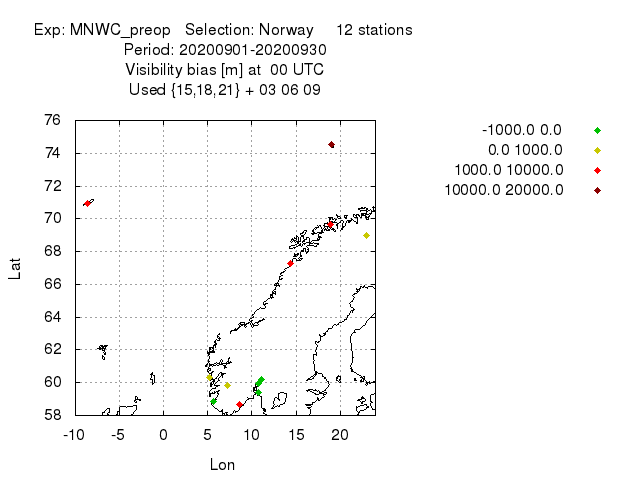 Exp: MNWC_preop Selection: Norway 12 stations
Period: 20200901-20200930
Visibility bias [m] at 00 UTC
Used {15,18,21} + 03 06 09
-1000.0 0.0
0.0 1000.0
1000.0 10000.0
10000.0 20000.0
76
74
72
70
68
66
64
62
60
58
Lat
-10 -5 0 5 10 15 20
Lon